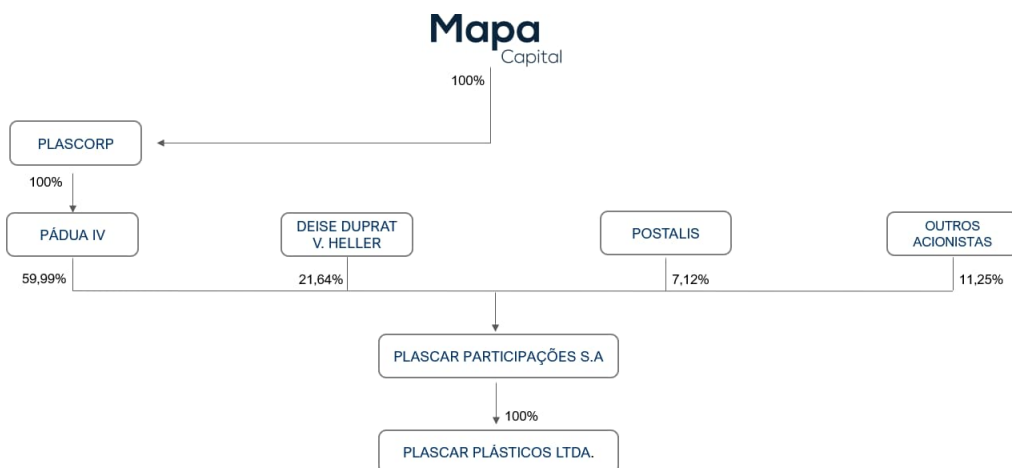 Mapa
Capital
100%
PLASCORP
100%
PÁDUA IV
DEISE DUPRAT
V. HELLER
POSTALIS
OUTROS
ACIONISTAS
59,99%
21,64%
7,12%
11,25%
PLASCAR PARTICIPAÇÕES S.A
100%
PLASCAR PLÁSTICOS LTDA.